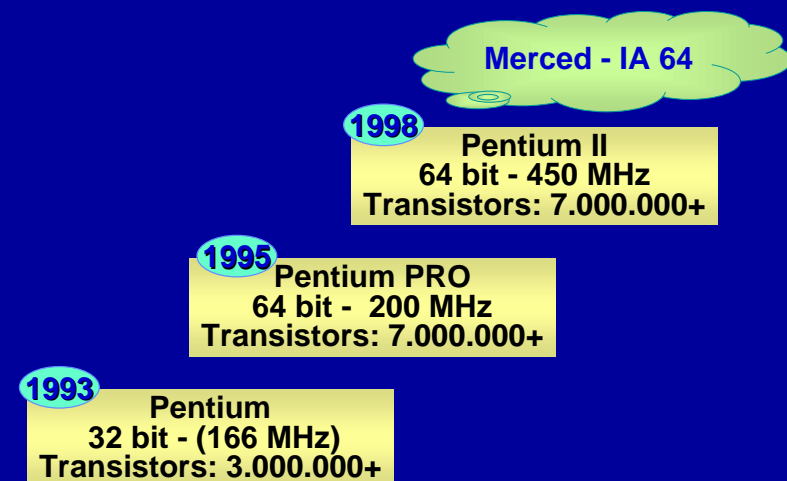 Merced - IA 64
1998
Pentium II
64 bit - 450 MHz
Transistors: 7.000.000+
1995
Pentium PRO
64 bit -  200 MHz
Transistors: 7.000.000+
1993
Pentium
32 bit - (166 MHz)
Transistors: 3.000.000+